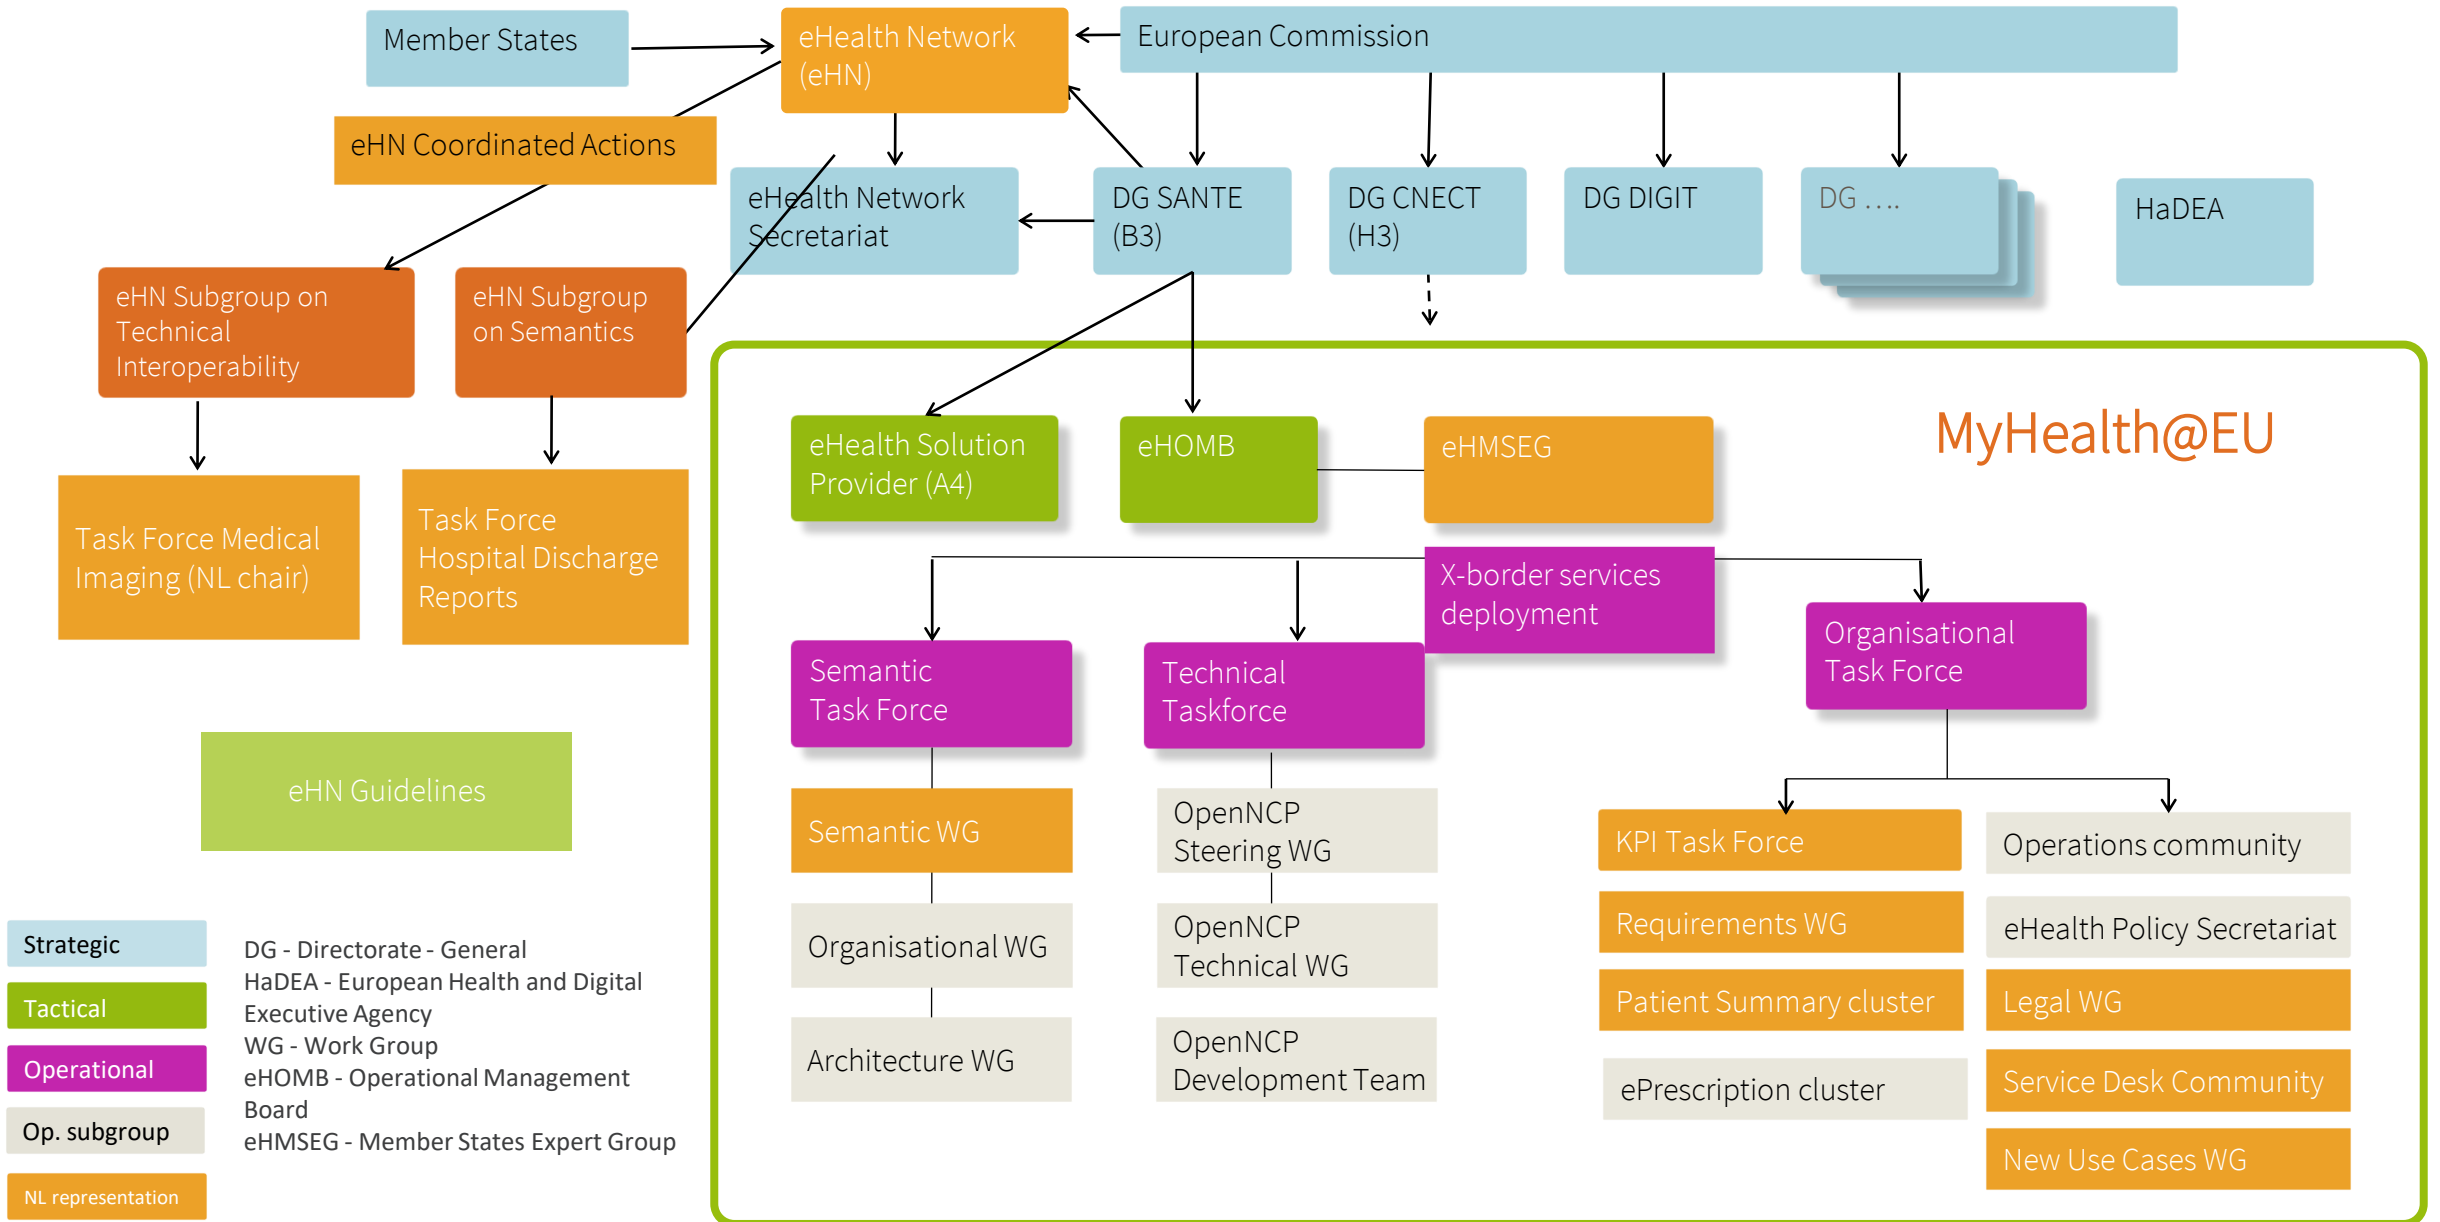 Member States
eHealth Network
(eHN)
European Commission
eHN Coordinated Actions
eHealth Network
Secretariat
DG SANTE
(B3)
DG CNECT
(H3)
DG DIGIT
DG ....
HaDEA
eHN Subgroup on
Technical
Interoperability
eHN Subgroup
on Semantics
Task Force Medical
Imaging (NL chair)
Task Force
Hospital Discharge
Reports
eHN Guidelines
MyHealth@EU
eHealth Solution
Provider (A4)
eHOMB
eHMSEG
X-border services
deployment
Semantic
Task Force
Technical
Taskforce
Organisational
Task Force
Semantic WG
Organisational WG
Architecture WG
OpenNCP
Steering WG
OpenNCP
Technical WG
OpenNCP
Development Team
KPI Task Force
Requirements WG
Patient Summary cluster
ePrescription cluster
Operations community
eHealth Policy Secretariat
Legal WG
Service Desk Community
New Use Cases WG
Strategic
Tactical
Operational
Op. subgroup
NL representation
DG - Directorate - General
HaDEA - European Health and Digital
Executive Agency
WG - Work Group
eHOMB - Operational Management
Board
eHMSEG - Member States Expert Group